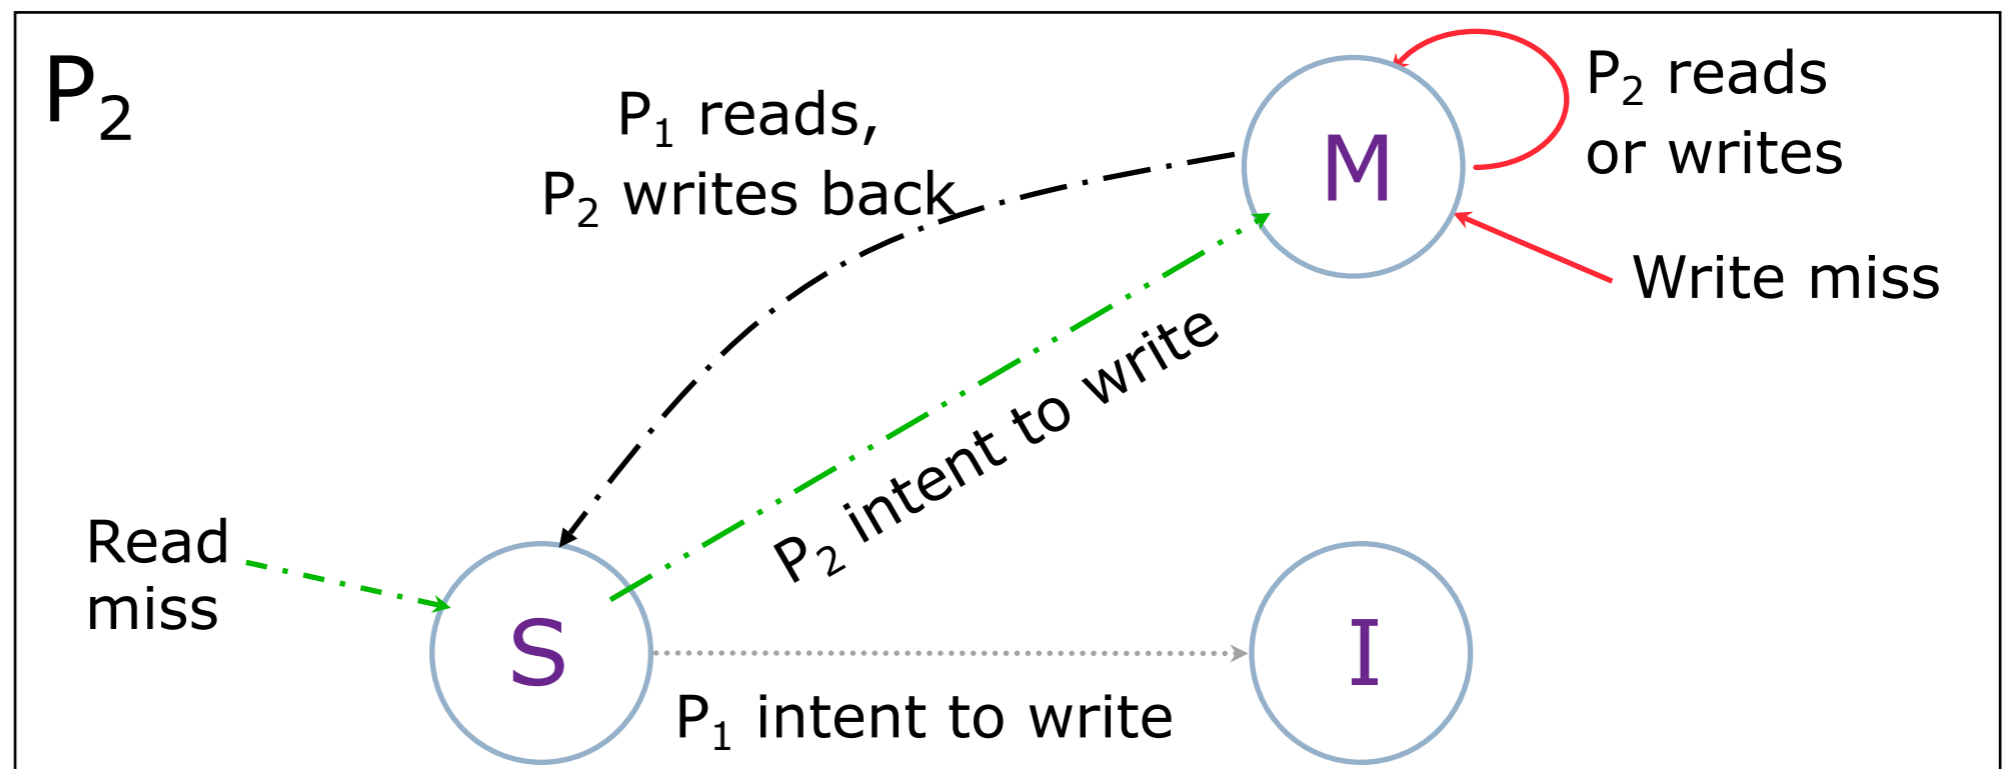 P₂
P₁ reads,
P₂ writes back
M
P₂ reads
or writes
Write miss
P₂ intent to write
Read
miss
S
I
P₁ intent to write